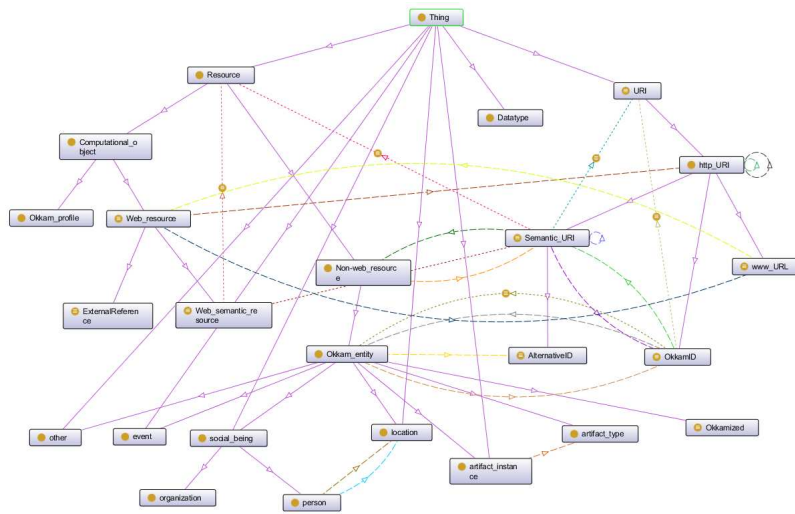 Thing
Resource
URI
Datatype
Computational_o
bject
http_URI
Okkam_profile
Web_resource
Semantic_URI
Non-web_resourc
e
www_URL
ExternalReferen
ce
Web_semantic_re
source
Okkam_entity
AlternativeID
OkkamID
other
event
social_being
location
artifact_type
Okkamized
artifact_instan
ce
organization
person